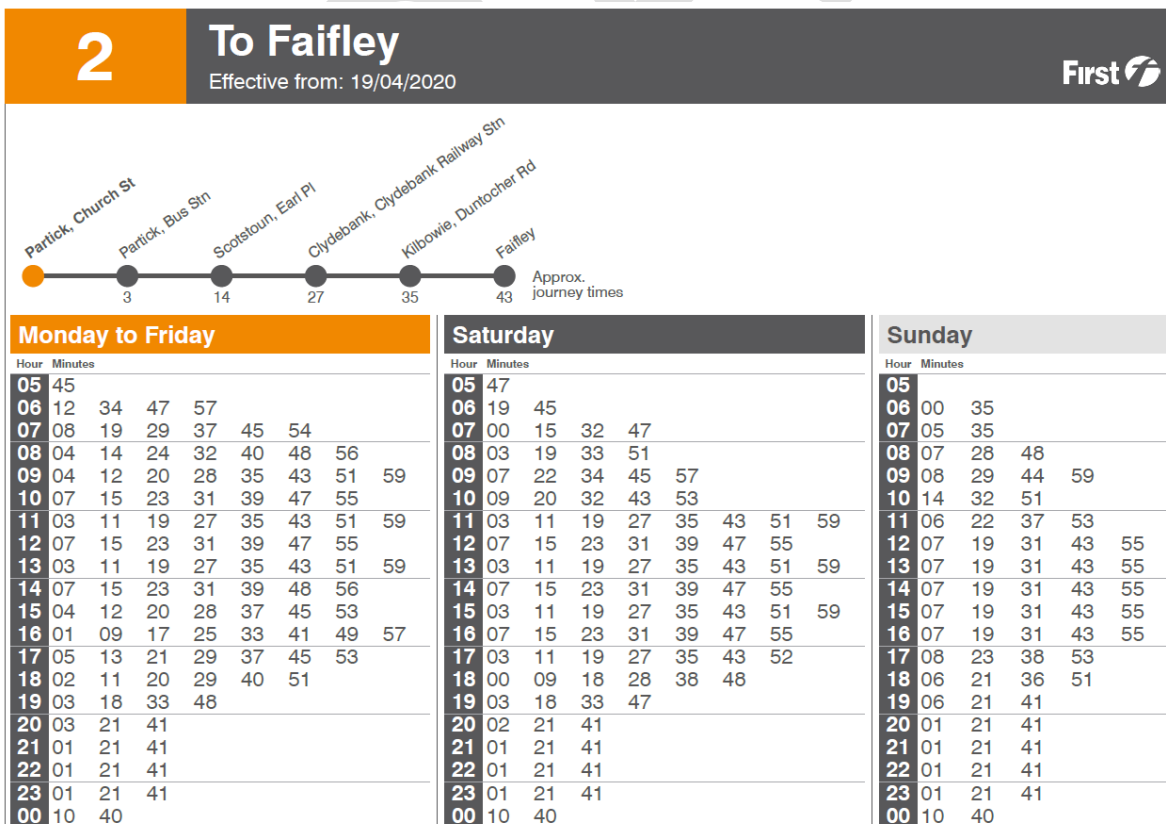 2
To Faifley
Effective from: 19/04/2020
First
Partick, Church St
Partick, Bus Stn
Scotstoun, Earl Pl
Clydebank, Clydebank Railway Stn
Kilbowie, Duntocher Rd
Faifley
3 14 27 35 43
Approx.
journey times
Monday to Friday
Hour Minutes
05 45
06 12 34 47 57
07 08 19 29 37 45 54
08 04 14 24 32 40 48 56
09 04 12 20 28 35 43 51 59
10 07 15 23 31 39 47 55
11 03 11 19 27 35 43 51 59
12 07 15 23 31 39 47 55
13 03 11 19 27 35 43 51 59
14 07 15 23 31 39 48 56
15 04 12 20 28 37 45 53
16 01 09 17 25 33 41 49 57
17 05 13 21 29 37 45 53
18 02 11 20 29 40 51
19 03 18 33 48
20 03 21 41
21 01 21 41
22 01 21 41
23 01 21 41
00 10 40
Saturday
Hour Minutes
05 47
06 19 45
07 00 15 32 47
08 03 19 33 51
09 07 22 34 45 57
10 09 20 32 43 53
11 03 11 19 27 35 43 51 59
12 07 15 23 31 39 47 55
13 03 11 19 27 35 43 51 59
14 07 15 23 31 39 47 55
15 03 11 19 27 35 43 51 59
16 07 15 23 31 39 47 55
17 03 11 19 27 35 43 52
18 00 09 18 28 38 48
19 03 18 33 47
20 02 21 41
21 01 21 41
22 01 21 41
23 01 21 41
00 10 40
Sunday
Hour Minutes
05
06 00 35
07 05 35
08 07 28 48
09 08 29 44 59
10 14 32 51
11 06 22 37 53
12 07 19 31 43 55
13 07 19 31 43 55
14 07 19 31 43 55
15 07 19 31 43 55
16 07 19 31 43 55
17 08 23 38 53
18 06 21 36 51
19 06 21 41
20 01 21 41
21 01 21 41
22 01 21 41
23 01 21 41
00 10 40